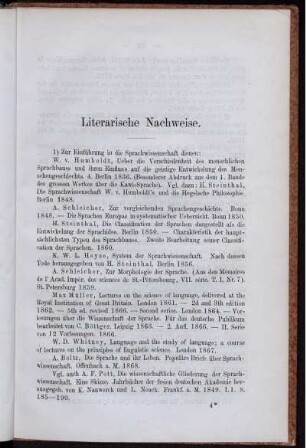 Literarische Nachweise.
1) Zur Einführung in die Sprachwissenschaft dienen:
W. v. Humboldt, Ueber die Verschiedenheit des menschlichen
Sprachbaues und ihren Einfluss auf die geistige Entwickelung des Men-
schengeschlechts. d. Berlin 1836. (Besonderer Abdruck aus dem 1. Bande
des grossen Werkes über die Kawi-Sprache). Vgl. dazu: H. Steinthal,
Die Sprachwissenschaft W. v. Humboldt's und die Hegelsche Philosophie.
Berlin 1848.
A. Schleicher, Zur vergleichenden Sprachengeschichte. Bonn
1848. — Die Sprachen Europas in systematischer Uebersicht. Bonn 1850.
H. Steinthal, Die Classification der Sprachen dargestellt als die
Entwickelung der Sprachidee. Berlin 1850. — Charakteristik der haupt-
sächlichsten Typen des Sprachbaues. Zweite Bearbeitung seiner Classifi-
cation der Sprachen. 1860.
K. W. L. Heyse, System der Sprachwissenschaft. Nach dessen
Tode herausgegeben von H. Steinthal, Berlin 1856.
A. Schleicher, Zur Morphologie der Sprache. (Aus den Mémoires
de l'Acad. Impér. des sciences de St.-Pétersbourg, VII. série. T. I. Nr. 7).
St. Petersburg 1859.
Max Müller, Lectures on the science of language, delivered at the
Royal Institution of Great Britain. London 1861. — 2d and 3th edition
1862. — 5th ed. revised 1866. — Second series. London 1864. — Vorlesun-
gen über die Wissenschaft der Sprache. Für das deutsche Publikum
bearbeitet von C. Böttger. Leipzig 1863. — 2. Aufl. 1866. — II. Serie
von 12 Vorlesungen. 1866.
W. D. Whitney, Language and the study of language; a course
of lectures on the principles of linguistic science. London 1867.
A. Boltz, Die Sprache und ihr Leben. Populäre Briefe über Sprach-
wissenschaft. Offenbach a. M. 1868.
Vgl. auch A. F. Pott, Die wissenschaftliche Gliederung der Sprach-
wissenschaft. Eine Skizze. Jahrbücher der freien deutschen Akademie her-
ausgegeb. von K. Nauwerck und L. Noack. Frankf. a. M. 1849. I. 1. S.
185—190.
4*